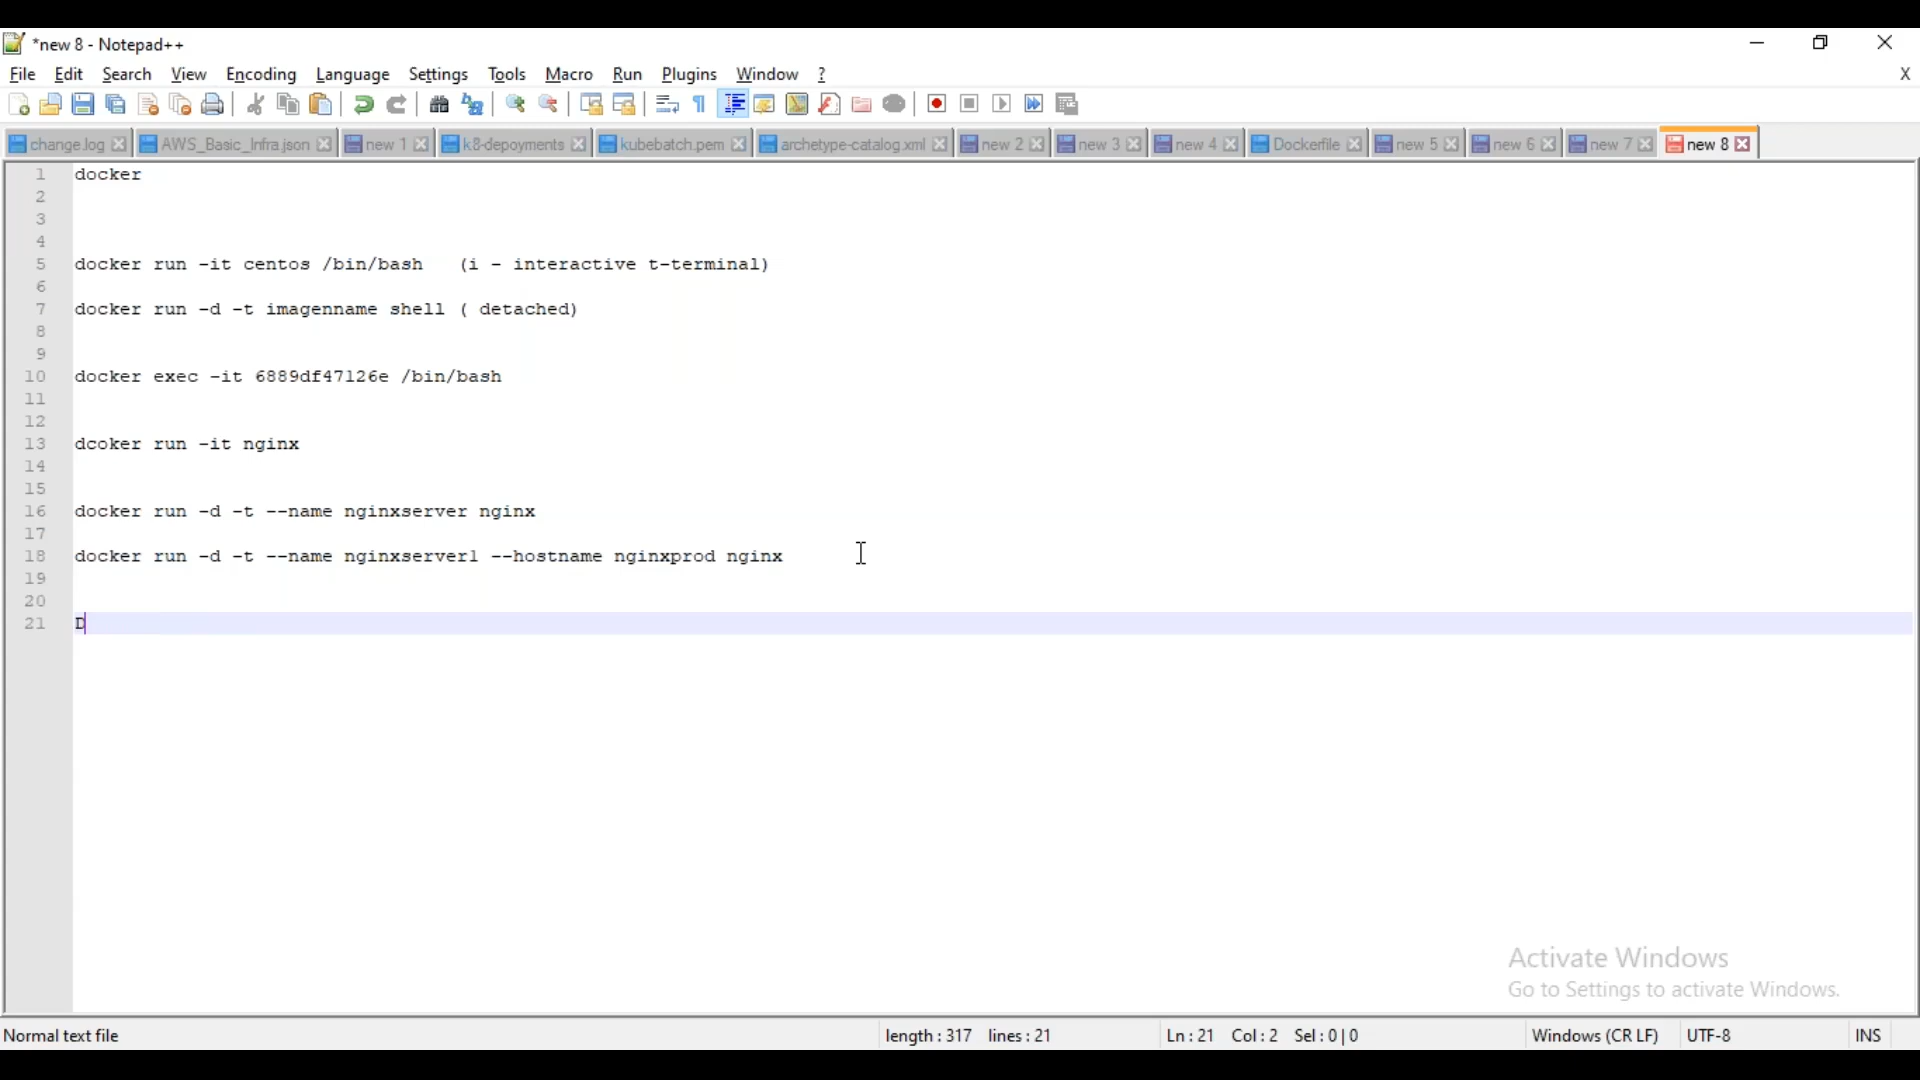 *new 8 - Notepad++
File Edit Search View Encoding Language Settings Tools Macro Run Plugins Window ? X
change.log AWS_Basic_Infra.json new 1 k8-depoyments kubebatch.pem archetype-catalog.xml new 2 new 3 new 4 Dockerfile new 5 new 6 new 7 new 8
1 docker
2
3
4
5 docker run -it centos /bin/bash (i - interactive t-terminal)
6
7 docker run -d -t imagenname shell ( detached)
8
9
10 docker exec -it 6889df47126e /bin/bash
11
12
13 dcoker run -it nginx
14
15
16 docker run -d -t --name nginxserver nginx
17
18 docker run -d -t --name nginxserver1 --hostname nginxprod nginx
19
20
21 D
Activate Windows
Go to Settings to activate Windows.
Normal text file length : 317 lines : 21 Ln : 21 Col : 2 Sel : 0 | 0 Windows (CR LF) UTF-8 INS